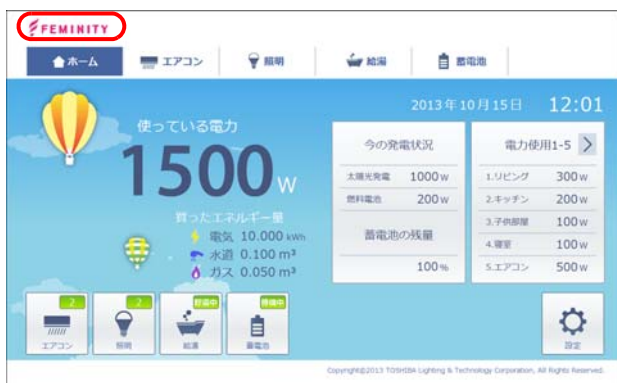 FEMINITY
ホーム エアコン 照明 給湯 蓄電池
2013年10月15日 12:01
使っている電力
1500W
買ったエネルギー量
電気 10.000 kWh
水道 0.100 m³
ガス 0.050 m³
今の発電状況
太陽光発電 1000W
燃料電池 200W
蓄電池の残量
100%
電力使用1-5 >
1.リビング 300W
2.キッチン 200W
3.子供部屋 100W
4.寝室 100W
5.エアコン 500W
2 2 貯湯中 待機中
エアコン 照明 給湯 蓄電池 設定
Copyright©2013 TOSHIBA Lighting & Technology Corporation, All Rights Reserved.